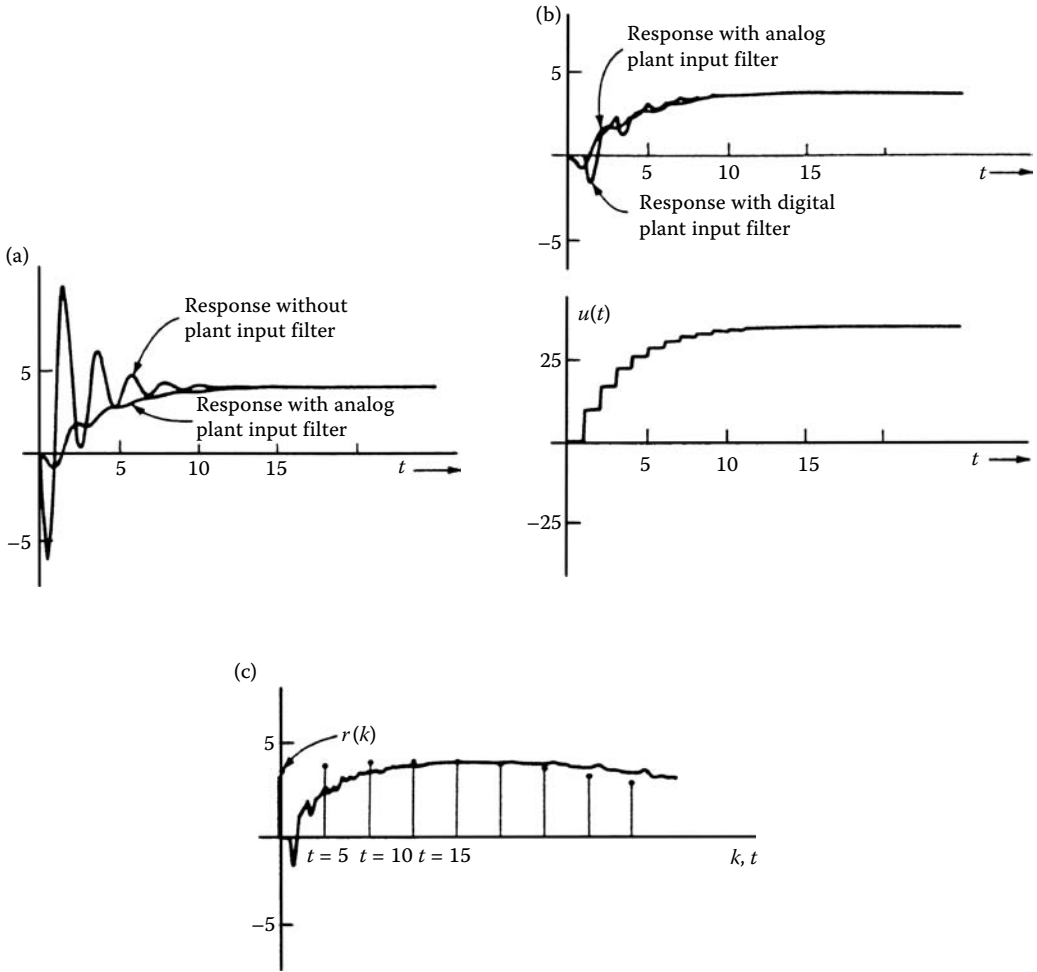 (a)
5
−5
Response without
plant input filter
Response with analog
plant input filter
5
10
15
t
(b)
5
−5
Response with analog
plant input filter
Response with digital
plant input filter
5
10
15
t
u(t)
25
−25
5
10
15
t
(c)
5
−5
r(k)
t = 5
t = 10
t = 15
k, t